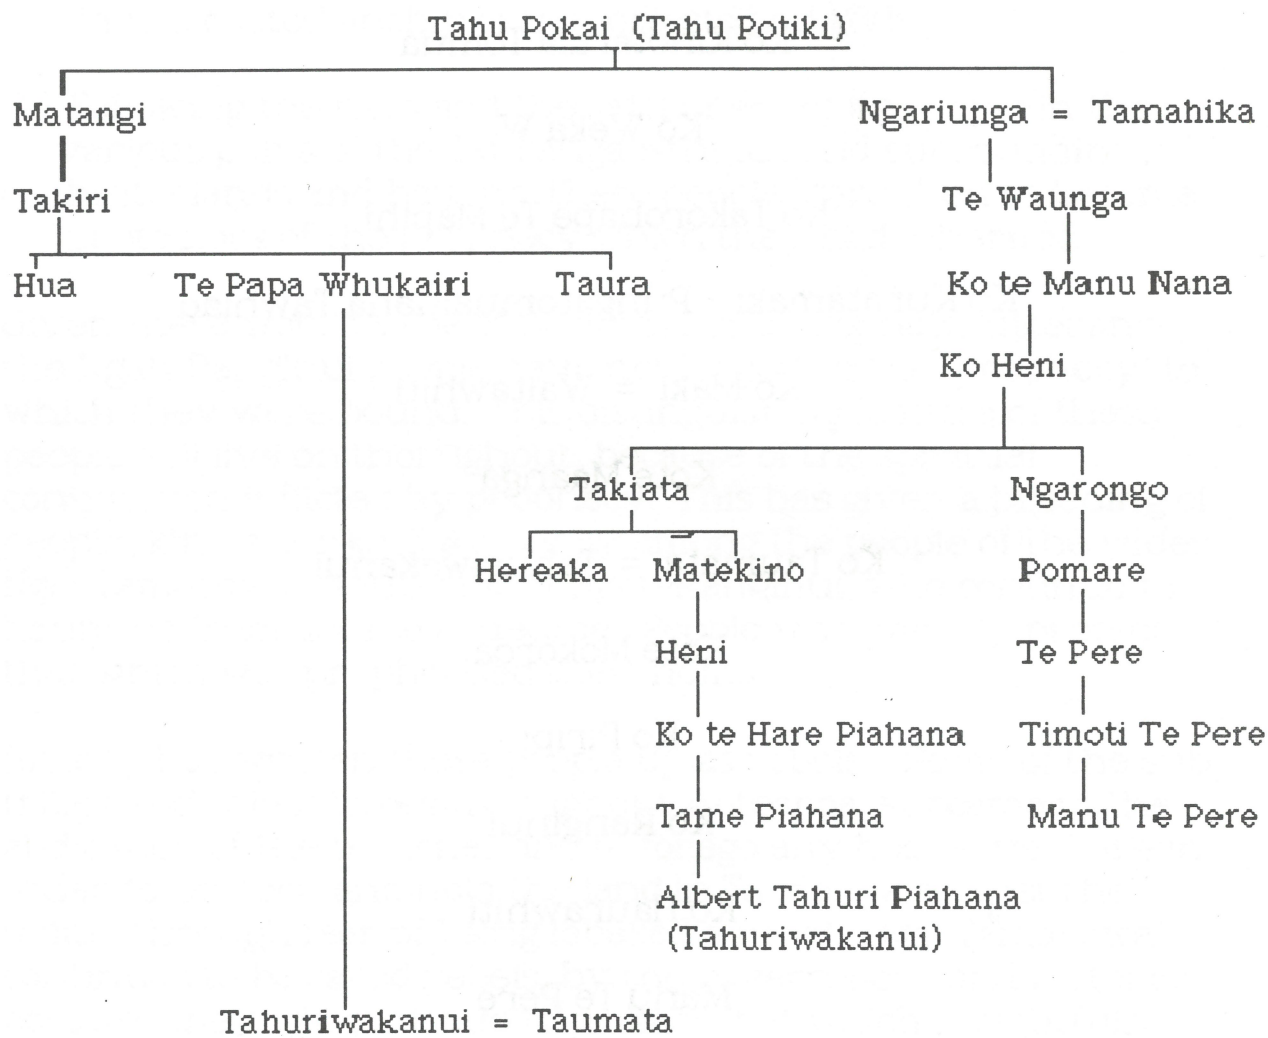 Tahu Pokai (Tahu Potiki)
Matangi
Ngariunga = Tamahika
Takiri
Te Waunga
Hua
Te Papa Whukairi
Taura
Ko te Manu Nana
Ko Heni
Takiata
Ngarongo
Hereaka
Matekino
Pomare
Heni
Te Pere
Ko te Hare Piahana
Timoti Te Pere
Tame Piahana
Manu Te Pere
Albert Tahuri Piahana
(Tahuriwakanui)
Tahuriwakanui = Taumata